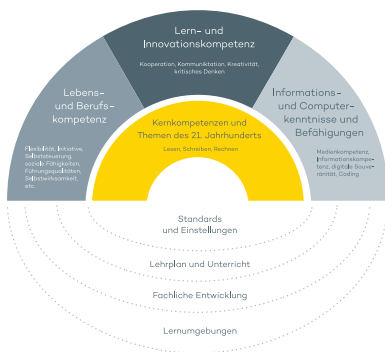 Lern- und
Innovationskompetenz
Kooperation, Kommuniktation, Kreativität,
kritisches Denken
Lebens-
und Berufs-
kompetenz
Flexibilität, Initiative,
Selbststeuerung,
soziale Fähigkeiten,
Führungsqualitäten,
Selbstwirksamkeit,
etc.
Informations-
und Computer-
kenntnisse und
Befähigungen
Medienkompetenz,
Informationskompe-
tenz, digitale Souve-
ränität, Coding
Kernkompetenzen und
Themen des 21. Jahrhunderts
Lesen, Schreiben, Rechnen
Standards
und Einstellungen
Lehrplan und Unterricht
Fachliche Entwicklung
Lernumgebungen